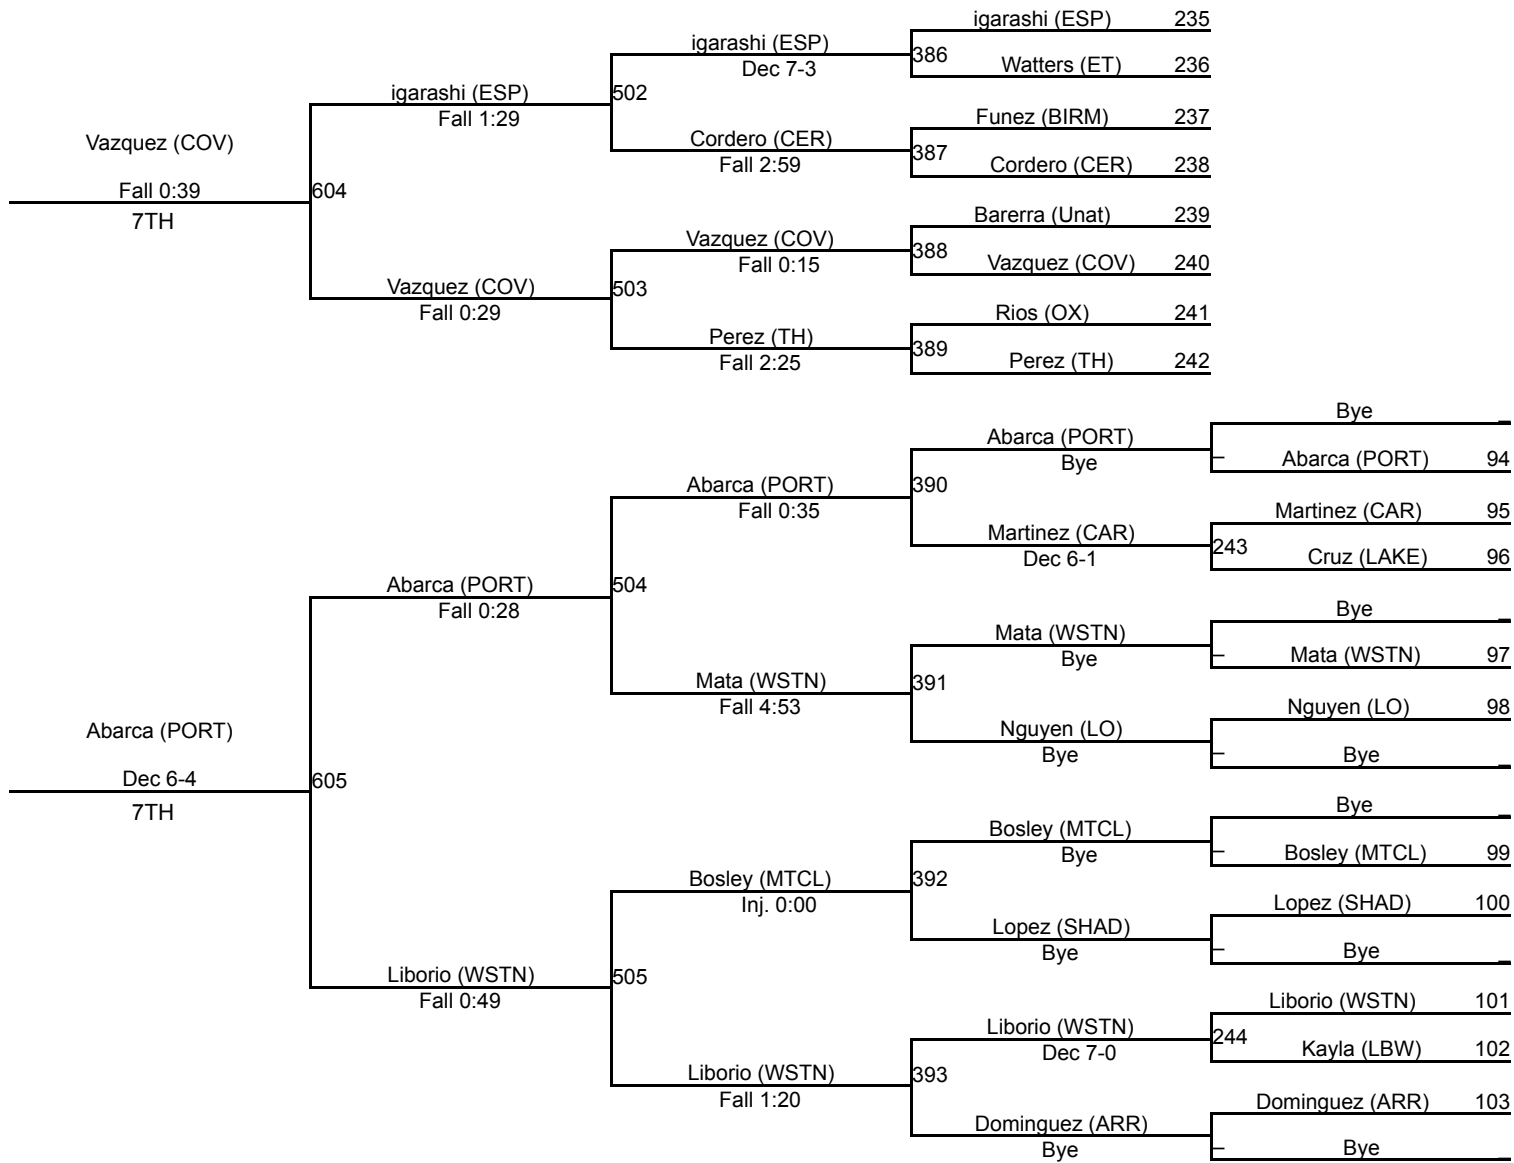 igarashi (ESP) 235
igarashi (ESP)
Dec 7-3
386
Watters (ET) 236
igarashi (ESP)
Fall 1:29
502
Funez (BIRM) 237
Cordero (CER)
Fall 2:59
387
Cordero (CER) 238
Vazquez (COV)
Fall 0:39
7TH
604
Barerra (Unat) 239
Vazquez (COV)
Fall 0:15
388
Vazquez (COV) 240
Vazquez (COV)
Fall 0:29
503
Rios (OX) 241
Perez (TH)
Fall 2:25
389
Perez (TH) 242
Bye _
Abarca (PORT)
Bye
_
Abarca (PORT) 94
Abarca (PORT)
Fall 0:35
390
Martinez (CAR) 95
Martinez (CAR)
Dec 6-1
243
Cruz (LAKE) 96
Abarca (PORT)
Fall 0:28
504
Bye _
Mata (WSTN)
Bye
_
Mata (WSTN) 97
Mata (WSTN)
Fall 4:53
391
Nguyen (LO) 98
Nguyen (LO)
Bye
_
Bye _
Abarca (PORT)
Dec 6-4
7TH
605
Bye _
Bosley (MTCL)
Bye
_
Bosley (MTCL) 99
Bosley (MTCL)
Inj. 0:00
392
Lopez (SHAD) 100
Lopez (SHAD)
Bye
_
Bye _
Liborio (WSTN)
Fall 0:49
505
Liborio (WSTN) 101
Liborio (WSTN)
Dec 7-0
244
Kayla (LBW) 102
Liborio (WSTN)
Fall 1:20
393
Dominguez (ARR) 103
Dominguez (ARR)
Bye
_
Bye _